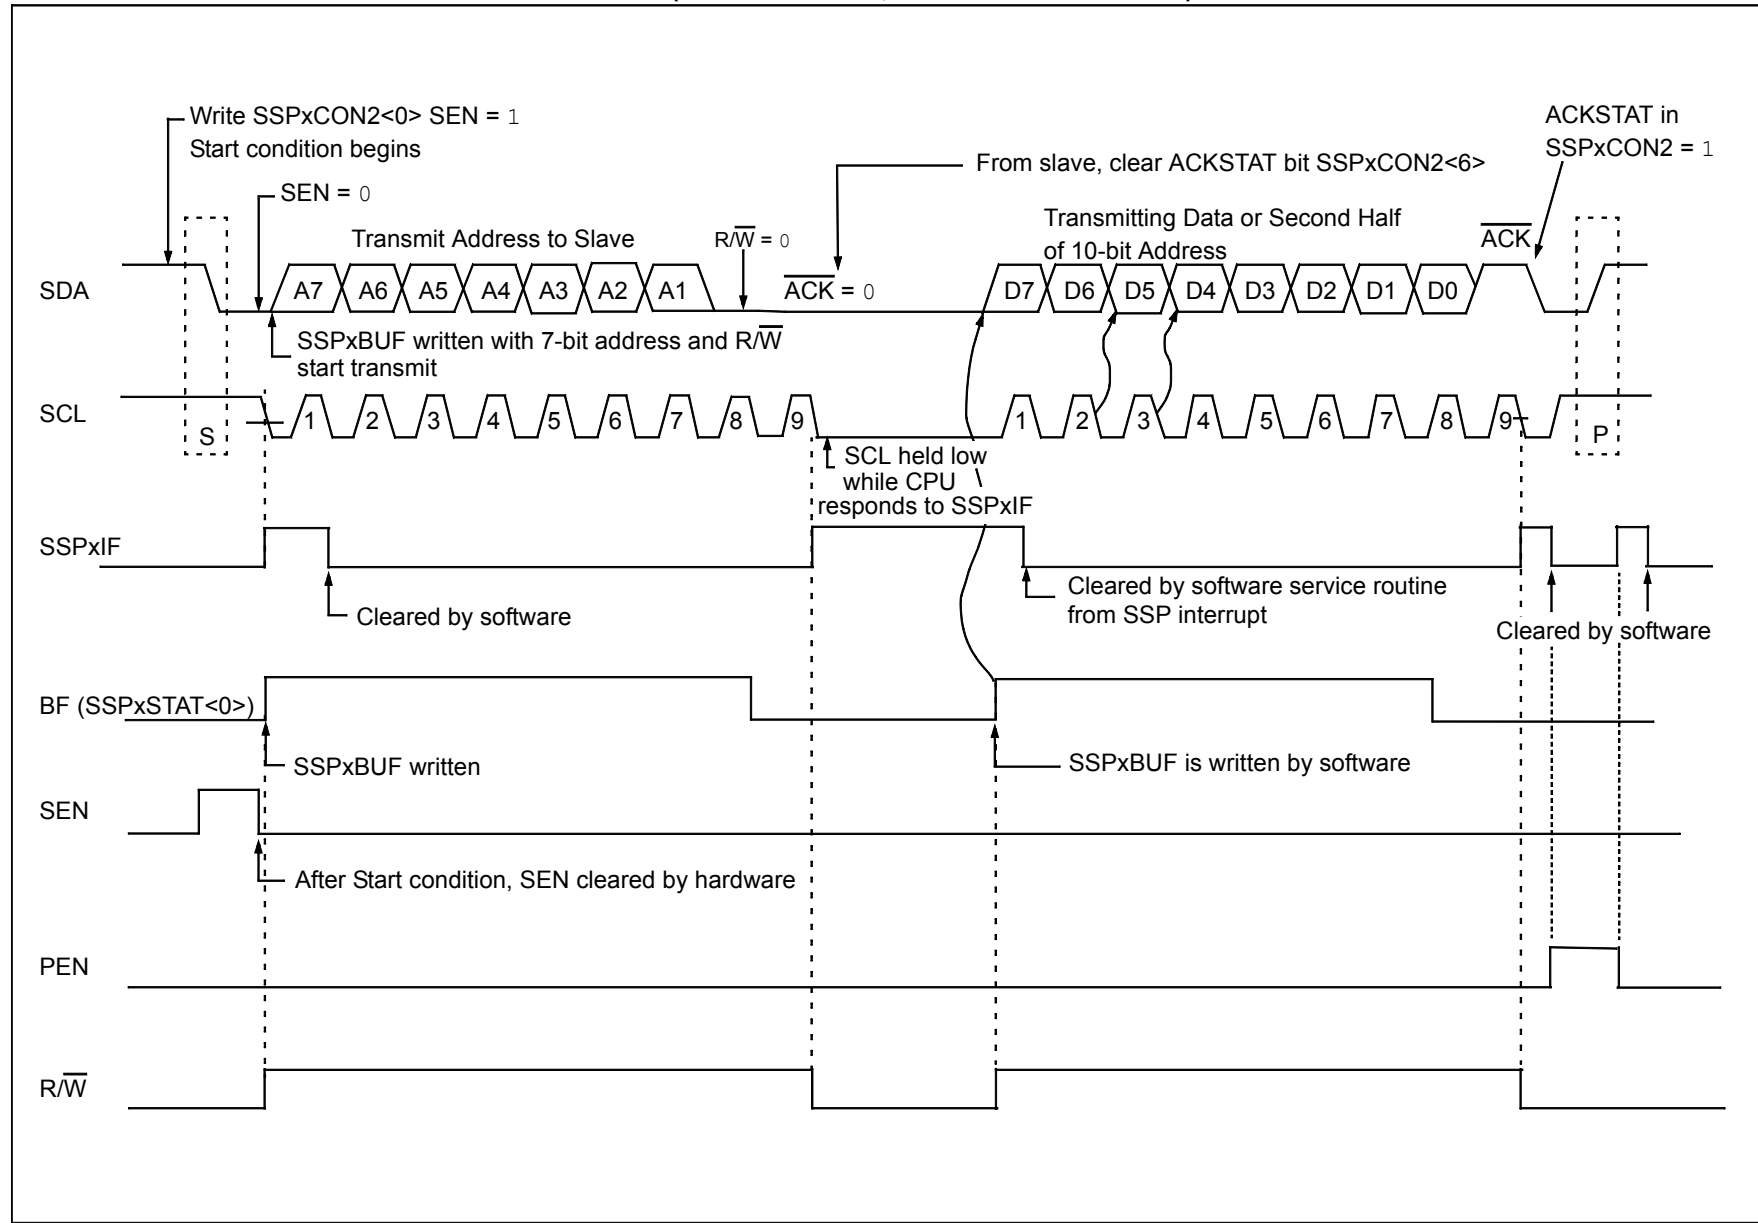 Write SSPxCON2<0> SEN = 1
Start condition begins
ACKSTAT in
SSPxCON2 = 1
From slave, clear ACKSTAT bit SSPxCON2<6>
SEN = 0
Transmit Address to Slave
R/W̅ = 0
Transmitting Data or Second Half
of 10-bit Address
A̅C̅K̅
SDA
A7 A6 A5 A4 A3 A2 A1
A̅C̅K̅ = 0
D7 D6 D5 D4 D3 D2 D1 D0
SSPxBUF written with 7-bit address and R/W̅
start transmit
SCL
S
1 2 3 4 5 6 7 8 9
1 2 3 4 5 6 7 8 9
P
SCL held low
while CPU
responds to SSPxIF
SSPxIF
Cleared by software
Cleared by software service routine
from SSP interrupt
Cleared by software
BF (SSPxSTAT<0>)
SSPxBUF written
SSPxBUF is written by software
SEN
After Start condition, SEN cleared by hardware
PEN
R/W̅